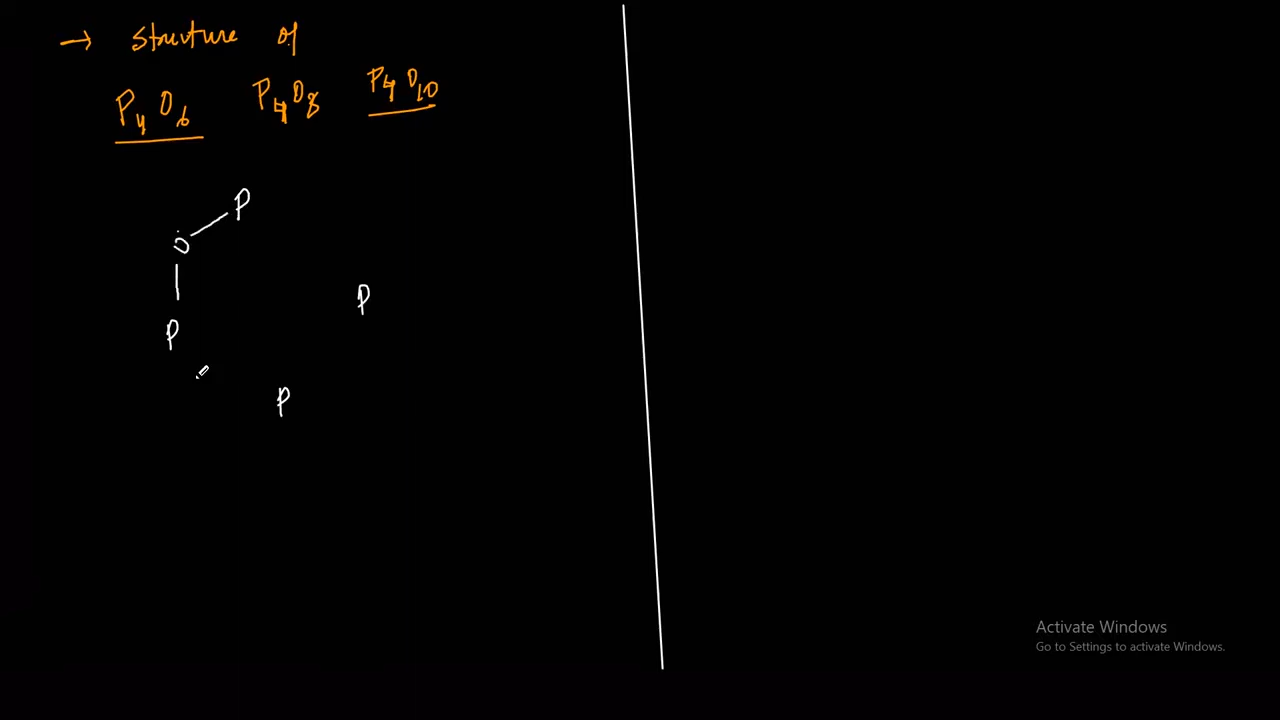 → structure of
P4O6 P4O8 P4O10
P
O
P
P
P
Activate Windows
Go to Settings to activate Windows.